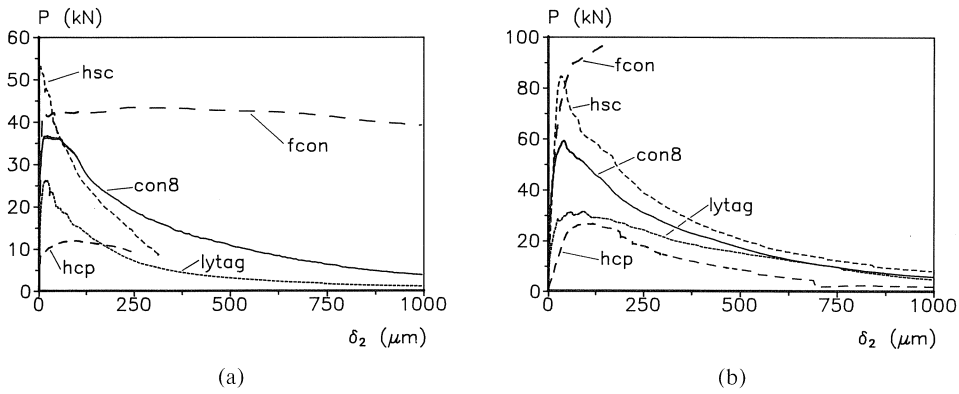 P (kN)
60
50
40
30
20
10
0
hsc
fcon
con8
lytag
hcp
0 250 500 750 1000
δ2 (μm)
(a)
P (kN)
100
80
60
40
20
0
fcon
hsc
con8
lytag
hcp
0 250 500 750 1000
δ2 (μm)
(b)